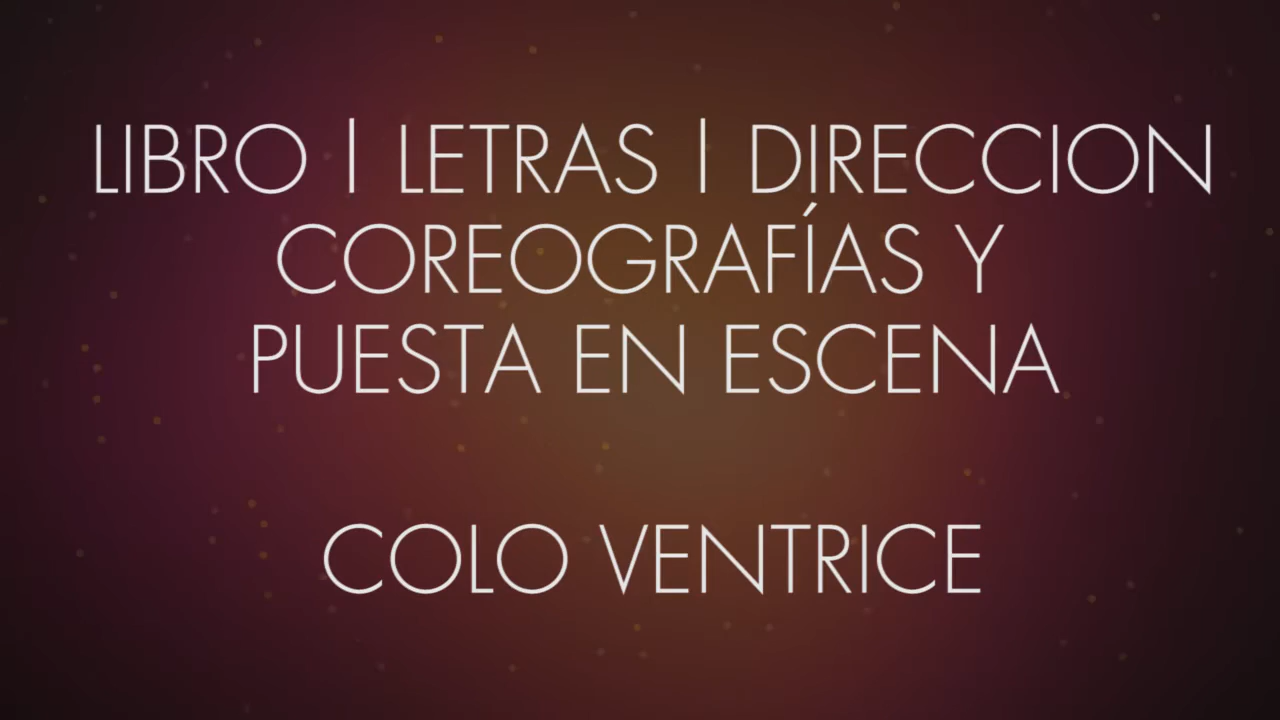 LIBRO | LETRAS | DIRECCION
COREOGRAFÍAS Y
PUESTA EN ESCENA
COLO VENTRICE